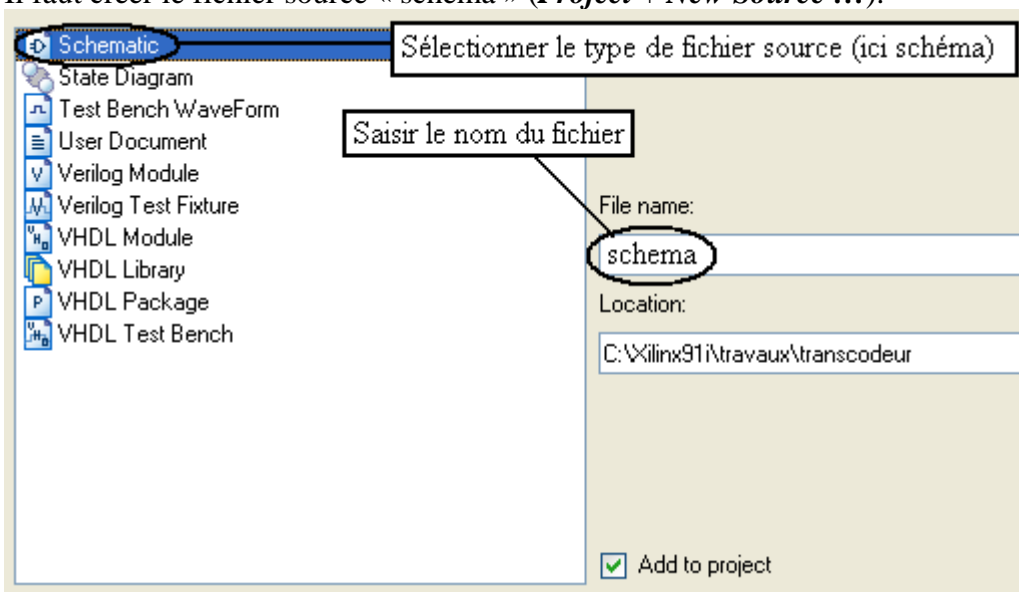 Il faut créer le fichier source « schéma » (Project + New Source ...).
Schematic
Sélectionner le type de fichier source (ici schéma)
State Diagram
Test Bench WaveForm
User Document
Saisir le nom du fichier
Verilog Module
Verilog Test Fixture
File name:
VHDL Module
schema
VHDL Library
VHDL Package
Location:
VHDL Test Bench
C:\Xilinx91i\travaux\transcodeur
Add to project